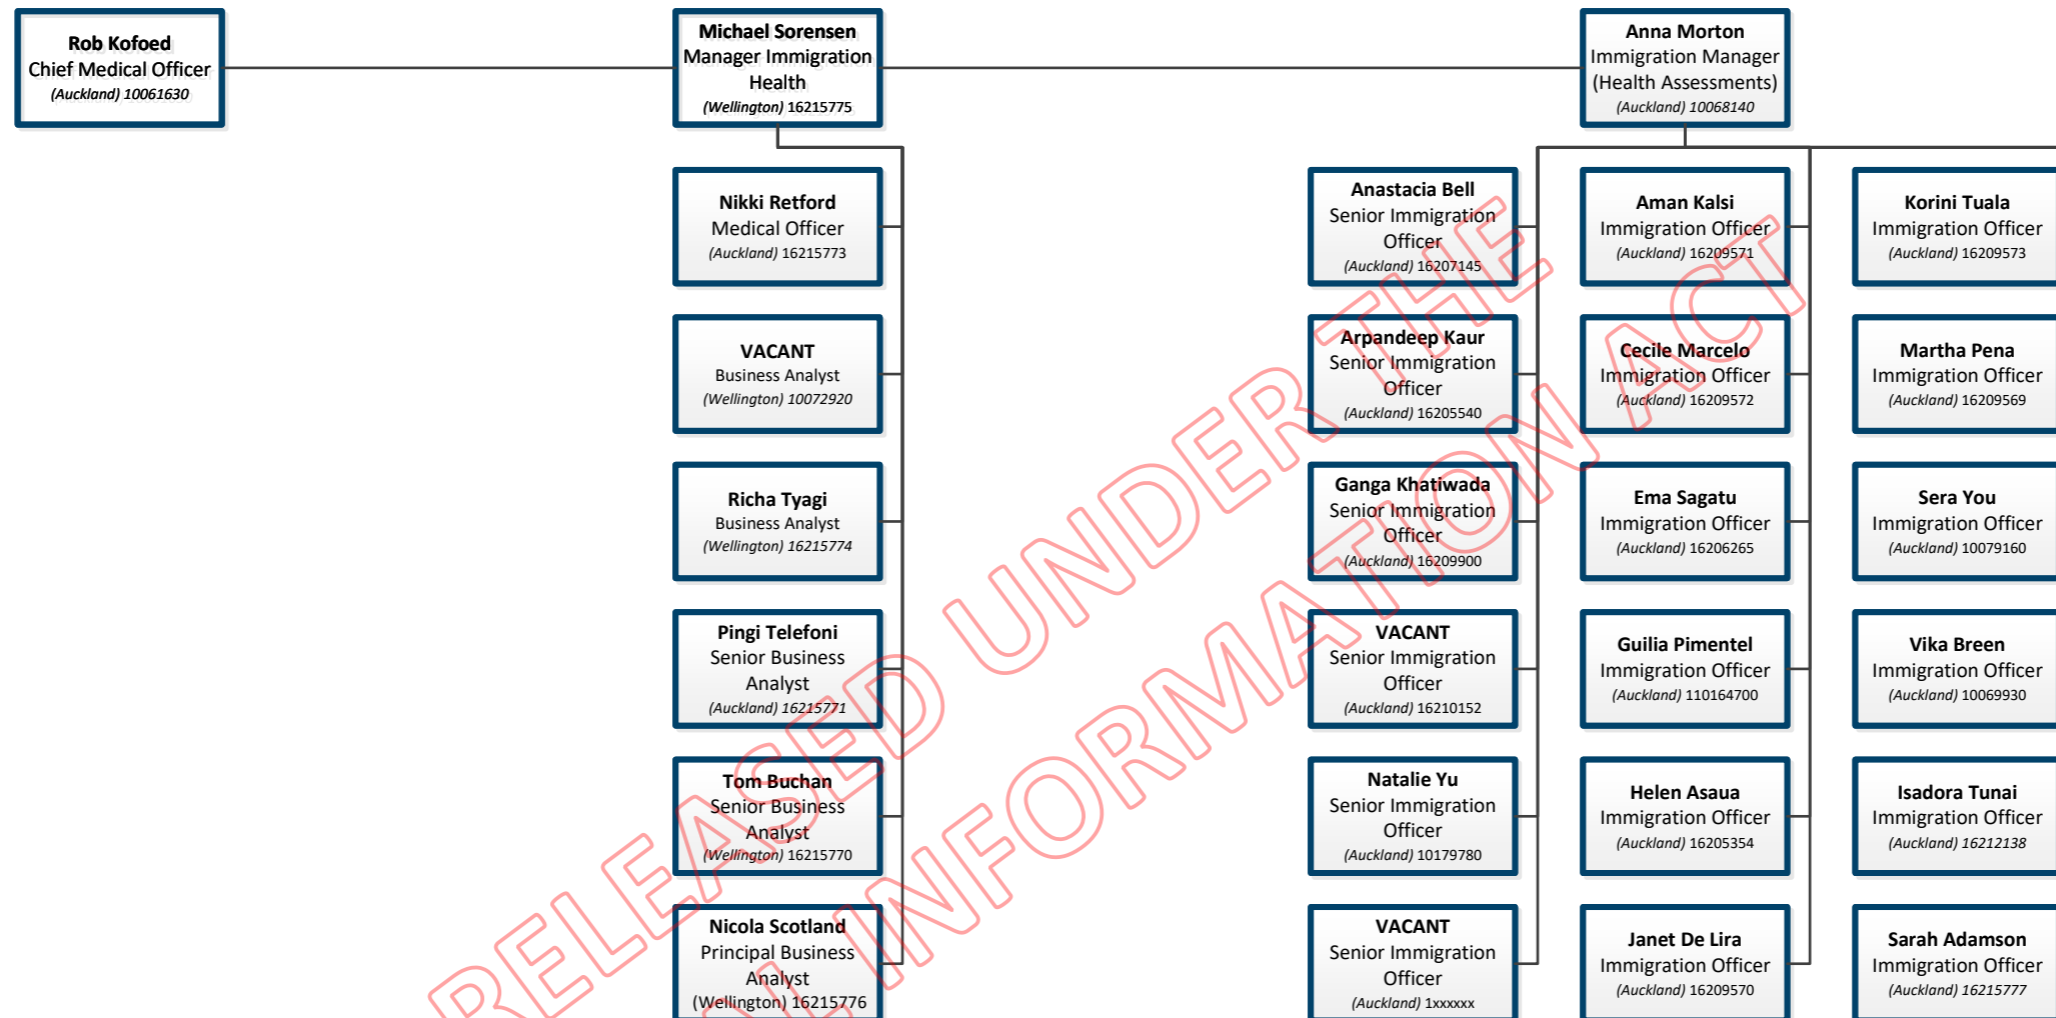 Rob Kofoed
Chief Medical Officer
(Auckland) 10061630
Michael Sorensen
Manager Immigration
Health
(Wellington) 16215775
Anna Morton
Immigration Manager
(Health Assessments)
(Auckland) 10068140
Nikki Retford
Medical Officer
(Auckland) 16215773
VACANT
Business Analyst
(Wellington) 10072920
Richa Tyagi
Business Analyst
(Wellington) 16215774
Pingi Telefoni
Senior Business
Analyst
(Auckland) 16215771
Tom Buchan
Senior Business
Analyst
(Wellington) 16215770
Nicola Scotland
Principal Business
Analyst
(Wellington) 16215776
Anastacia Bell
Senior Immigration
Officer
(Auckland) 16207145
Arpandeep Kaur
Senior Immigration
Officer
(Auckland) 16205540
Ganga Khatiwada
Senior Immigration
Officer
(Auckland) 16209900
VACANT
Senior Immigration
Officer
(Auckland) 16210152
Natalie Yu
Senior Immigration
Officer
(Auckland) 10179780
VACANT
Senior Immigration
Officer
(Auckland) 1xxxxxx
Aman Kalsi
Immigration Officer
(Auckland) 16209571
Cecile Marcelo
Immigration Officer
(Auckland) 16209572
Ema Sagatu
Immigration Officer
(Auckland) 16206265
Guilia Pimentel
Immigration Officer
(Auckland) 110164700
Helen Asaua
Immigration Officer
(Auckland) 16205354
Janet De Lira
Immigration Officer
(Auckland) 16209570
Korini Tuala
Immigration Officer
(Auckland) 16209573
Martha Pena
Immigration Officer
(Auckland) 16209569
Sera You
Immigration Officer
(Auckland) 10079160
Vika Breen
Immigration Officer
(Auckland) 10069930
Isadora Tunai
Immigration Officer
(Auckland) 16212138
Sarah Adamson
Immigration Officer
(Auckland) 16215777
RELEASED UNDER THE
INFORMATION ACT